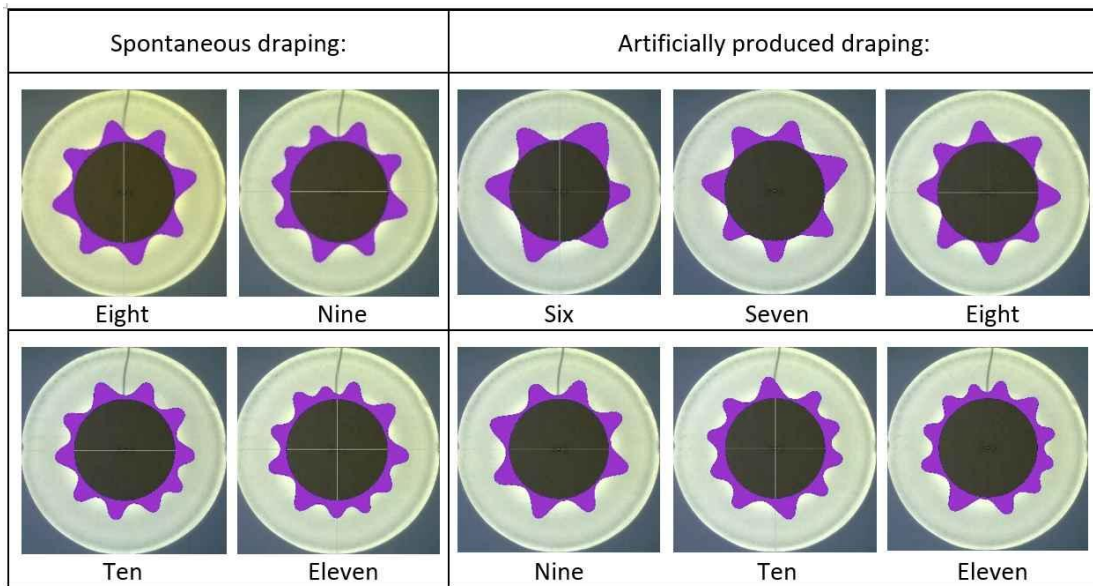 Spontaneous draping:
Artificially produced draping:
Eight
Nine
Six
Seven
Eight
Ten
Eleven
Nine
Ten
Eleven